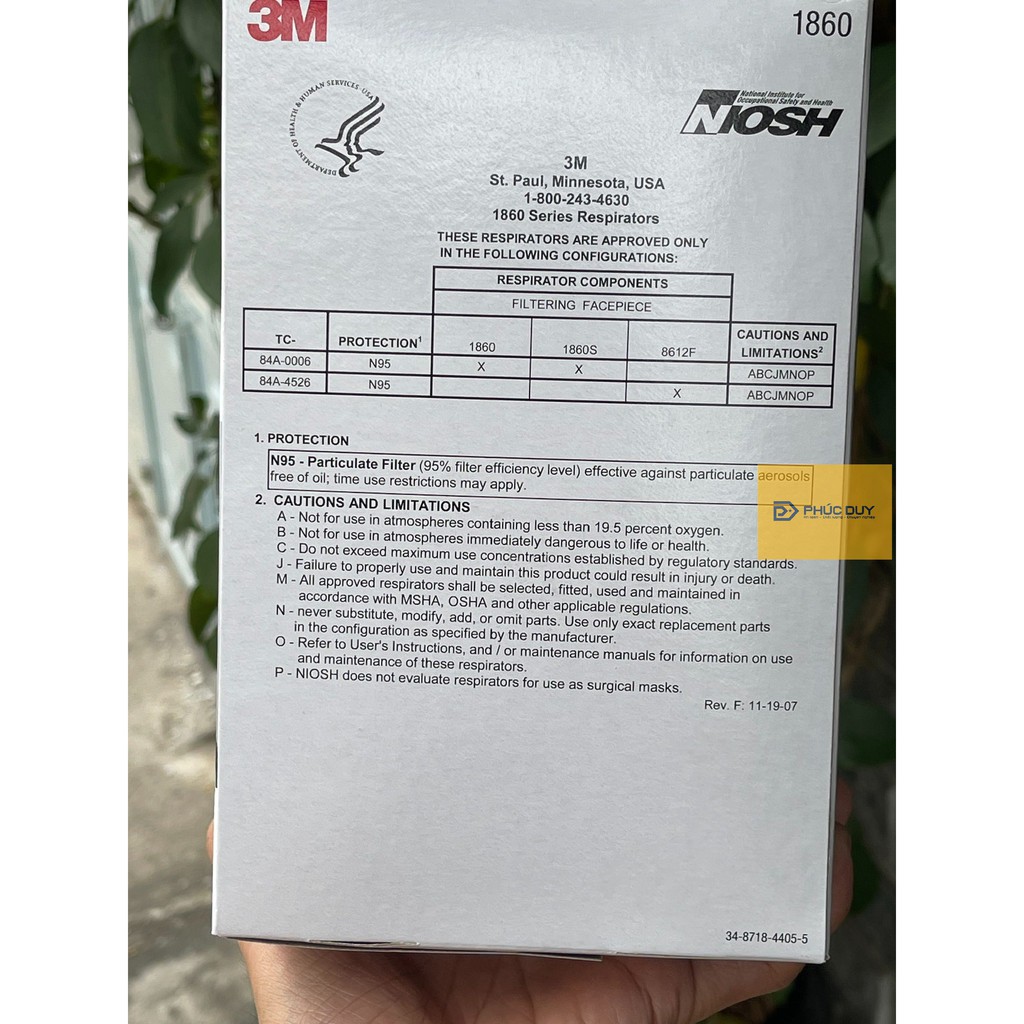 3M
1860
DEPARTMENT OF HEALTH & HUMAN SERVICES · USA
National Institute for
Occupational Safety and Health
NIOSH
3M
St. Paul, Minnesota, USA
1-800-243-4630
1860 Series Respirators
THESE RESPIRATORS ARE APPROVED ONLY
IN THE FOLLOWING CONFIGURATIONS:
RESPIRATOR COMPONENTS
FILTERING FACEPIECE
TC- PROTECTION¹ 1860 1860S 8612F CAUTIONS AND LIMITATIONS²
84A-0006 N95 X X ABCJMNOP
84A-4526 N95 X ABCJMNOP
1. PROTECTION
N95 - Particulate Filter (95% filter efficiency level) effective against particulate aerosols
free of oil; time use restrictions may apply.
2. CAUTIONS AND LIMITATIONS
A - Not for use in atmospheres containing less than 19.5 percent oxygen.
B - Not for use in atmospheres immediately dangerous to life or health.
C - Do not exceed maximum use concentrations established by regulatory standards.
J - Failure to properly use and maintain this product could result in injury or death.
M - All approved respirators shall be selected, fitted, used and maintained in
accordance with MSHA, OSHA and other applicable regulations.
N - never substitute, modify, add, or omit parts. Use only exact replacement parts
in the configuration as specified by the manufacturer.
O - Refer to User's Instructions, and / or maintenance manuals for information on use
and maintenance of these respirators.
P - NIOSH does not evaluate respirators for use as surgical masks.
Rev. F: 11-19-07
34-8718-4405-5
PHÚC DUY